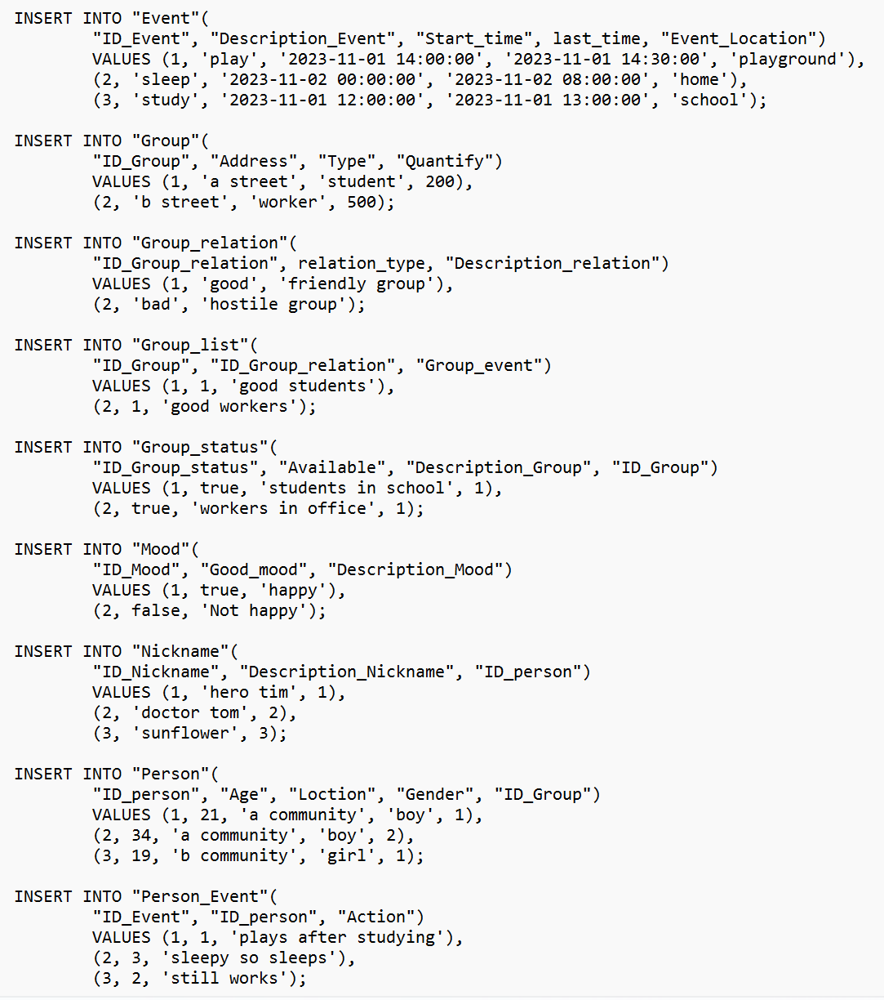 INSERT INTO "Event"(
	"ID_Event", "Description_Event", "Start_time", last_time, "Event_Location")
	VALUES (1, 'play', '2023-11-01 14:00:00', '2023-11-01 14:30:00', 'playground'),
	(2, 'sleep', '2023-11-02 00:00:00', '2023-11-02 08:00:00', 'home'),
	(3, 'study', '2023-11-01 12:00:00', '2023-11-01 13:00:00', 'school');

INSERT INTO "Group"(
	"ID_Group", "Address", "Type", "Quantify")
	VALUES (1, 'a street', 'student', 200),
	(2, 'b street', 'worker', 500);

INSERT INTO "Group_relation"(
	"ID_Group_relation", relation_type, "Description_relation")
	VALUES (1, 'good', 'friendly group'),
	(2, 'bad', 'hostile group');

INSERT INTO "Group_list"(
	"ID_Group", "ID_Group_relation", "Group_event")
	VALUES (1, 1, 'good students'),
	(2, 1, 'good workers');

INSERT INTO "Group_status"(
	"ID_Group_status", "Available", "Description_Group", "ID_Group")
	VALUES (1, true, 'students in school', 1),
	(2, true, 'workers in office', 1);

INSERT INTO "Mood"(
	"ID_Mood", "Good_mood", "Description_Mood")
	VALUES (1, true, 'happy'),
	(2, false, 'Not happy');

INSERT INTO "Nickname"(
	"ID_Nickname", "Description_Nickname", "ID_person")
	VALUES (1, 'hero tim', 1),
	(2, 'doctor tom', 2),
	(3, 'sunflower', 3);

INSERT INTO "Person"(
	"ID_person", "Age", "Loction", "Gender", "ID_Group")
	VALUES (1, 21, 'a community', 'boy', 1),
	(2, 34, 'a community', 'boy', 2),
	(3, 19, 'b community', 'girl', 1);

INSERT INTO "Person_Event"(
	"ID_Event", "ID_person", "Action")
	VALUES (1, 1, 'plays after studying'),
	(2, 3, 'sleepy so sleeps'),
	(3, 2, 'still works');